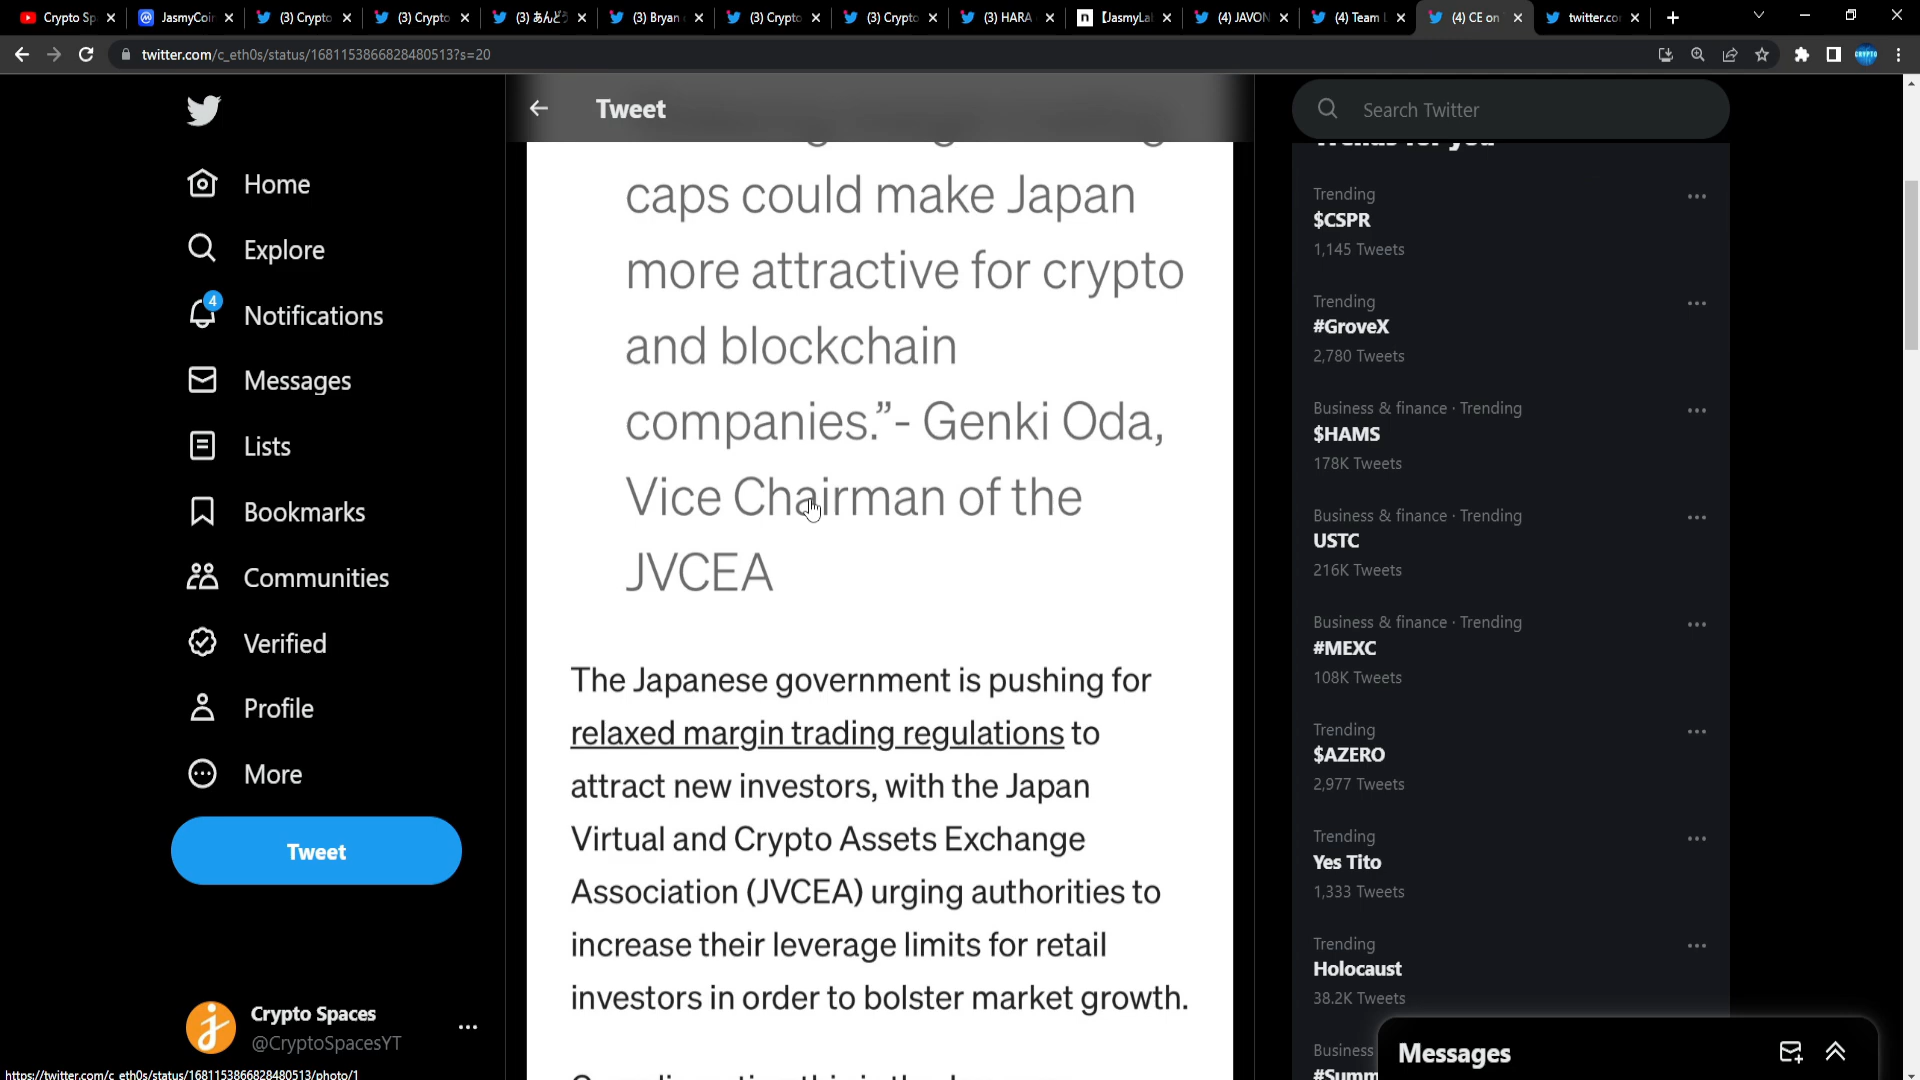 (3) Crypto Sp
JasmyCoin
(3) Crypto
(3) Crypto
(3) あんどう
(3) Bryan
(3) Crypto
(3) Crypto
(3) HARA
【JasmyLa
(4) JAVON
(4) Team
(4) CE on
twitter.co
twitter.com/c_eth0s/status/1681153866828480513?s=20
Home
Explore
4
Notifications
Messages
Lists
Bookmarks
Communities
Verified
Profile
More
Tweet
Crypto Spaces
@CryptoSpacesYT
https://twitter.com/c_eth0s/status/1681153866828480513/photo/1
Tweet
caps could make Japan
more attractive for crypto
and blockchain
companies.”- Genki Oda,
Vice Chairman of the
JVCEA
The Japanese government is pushing for
relaxed margin trading regulations to
attract new investors, with the Japan
Virtual and Crypto Assets Exchange
Association (JVCEA) urging authorities to
increase their leverage limits for retail
investors in order to bolster market growth.
Search Twitter
Trends for you
Trending
$CSPR
1,145 Tweets
Trending
#GroveX
2,780 Tweets
Business & finance · Trending
$HAMS
178K Tweets
Business & finance · Trending
USTC
216K Tweets
Business & finance · Trending
#MEXC
108K Tweets
Trending
$AZERO
2,977 Tweets
Trending
Yes Tito
1,333 Tweets
Trending
Holocaust
38.2K Tweets
Business
#Summ
Messages